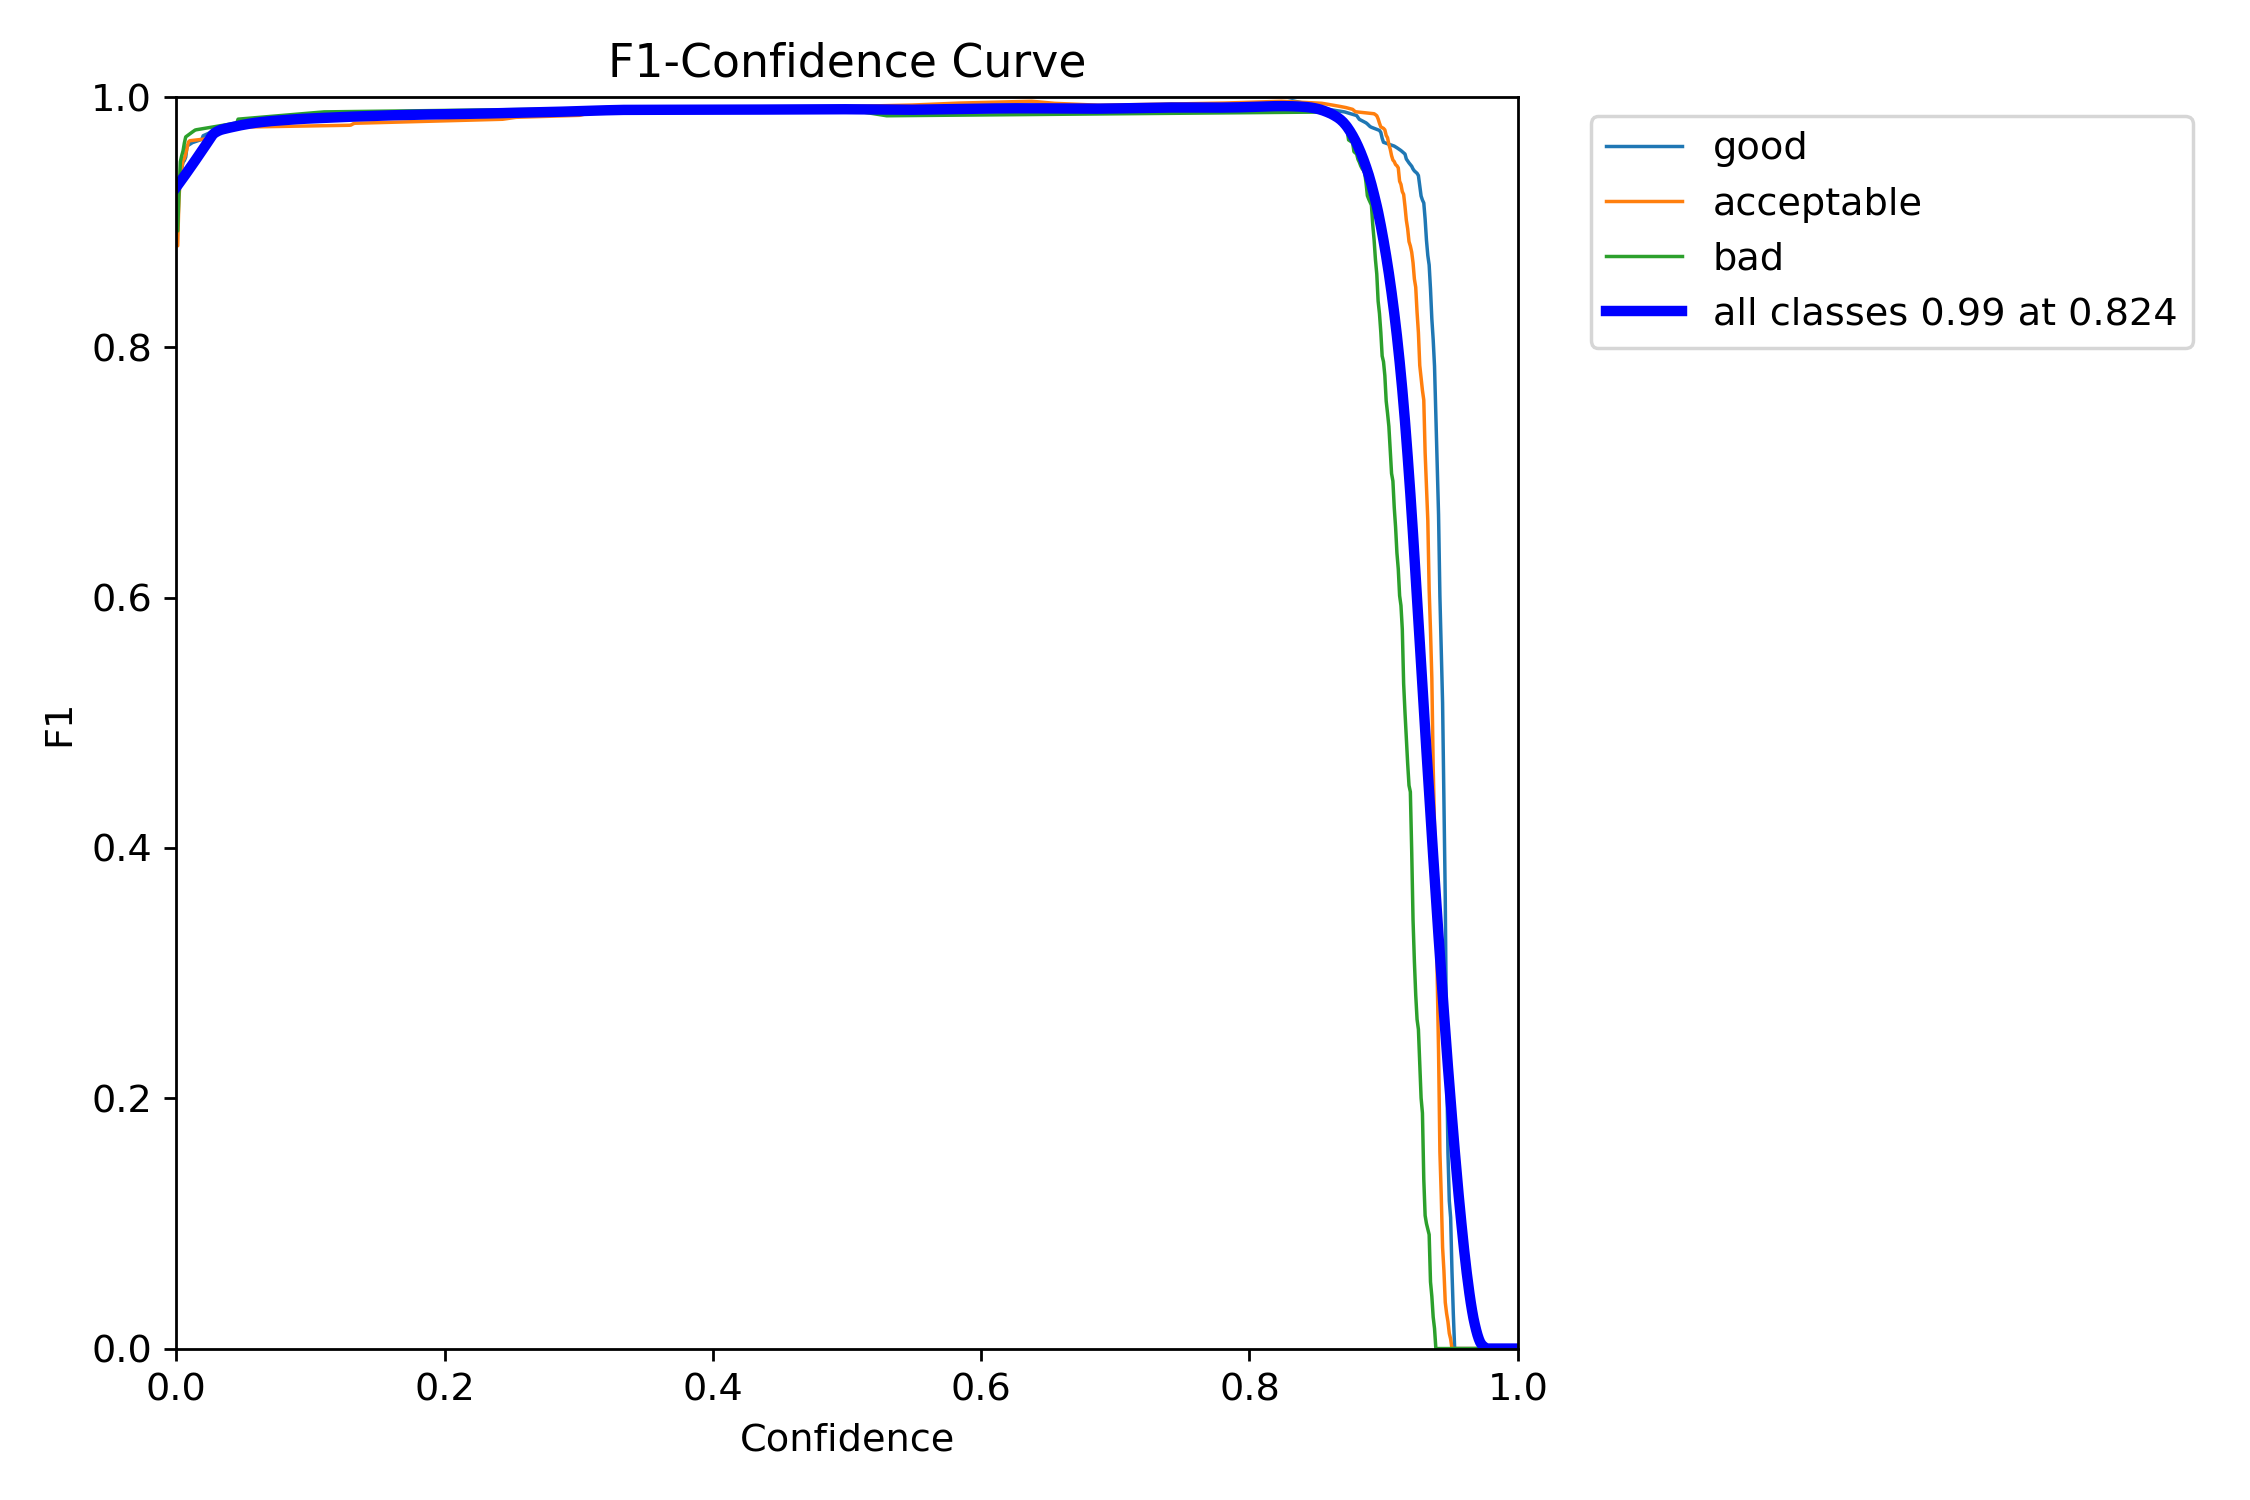 F1-Confidence Curve
good
acceptable
bad
all classes 0.99 at 0.824
1.0
0.8
0.6
0.4
0.2
0.0
F1
0.0 0.2 0.4 0.6 0.8 1.0
Confidence